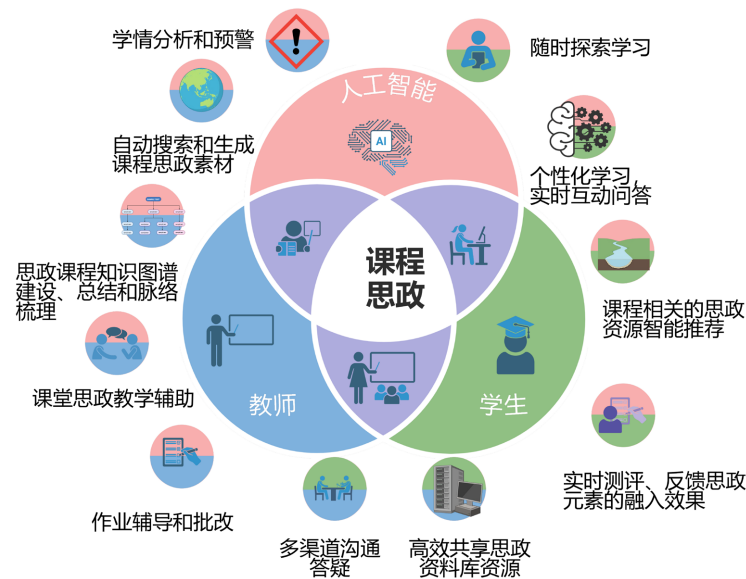 学情分析和预警
随时探索学习
人工智能
AI
自动搜索和生成
课程思政素材
个性化学习
实时互动问答
思政课程知识图谱
建设、总结和脉络
梳理
课程
思政
课程相关的思政
资源智能推荐
课堂思政教学辅助
教师
学生
作业辅导和批改
实时测评、反馈思政
元素的融入效果
多渠道沟通
答疑
高效共享思政
资料库资源